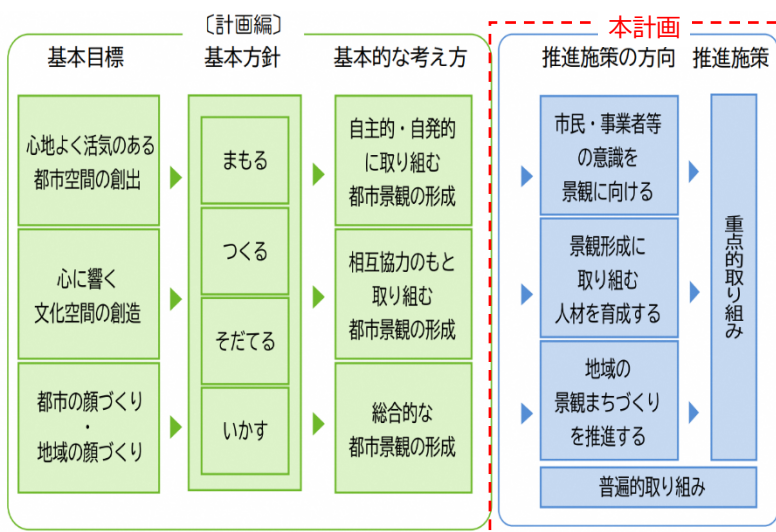 〔計画編〕
基本目標
基本方針
基本的な考え方
心地よく活気のある
都市空間の創出
心に響く
文化空間の創造
都市の顔づくり
・
地域の顔づくり
まもる
つくる
そだてる
いかす
自主的・自発的
に取り組む
都市景観の形成
相互協力のもと
取り組む
都市景観の形成
総合的な
都市景観の形成
本計画
推進施策の方向
推進施策
市民・事業者等
の意識を
景観に向ける
景観形成に
取り組む
人材を育成する
地域の
景観まちづくり
を推進する
重点的取り組み
普遍的取り組み